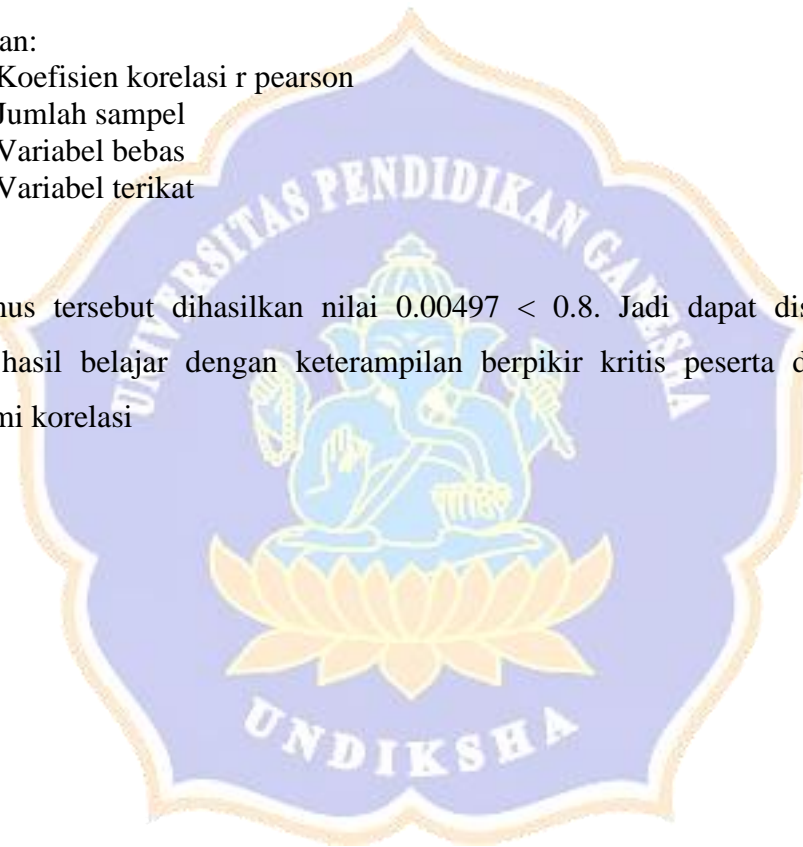 an:
Koefisien korelasi r pearson
Jumlah sampel
Variabel bebas
Variabel terikat
UNIVERSITAS PENDIDIKAN GANESHA
nus tersebut dihasilkan nilai 0.00497 < 0.8. Jadi dapat dis
hasil belajar dengan keterampilan berpikir kritis peserta d
mi korelasi
UNDIKSHA